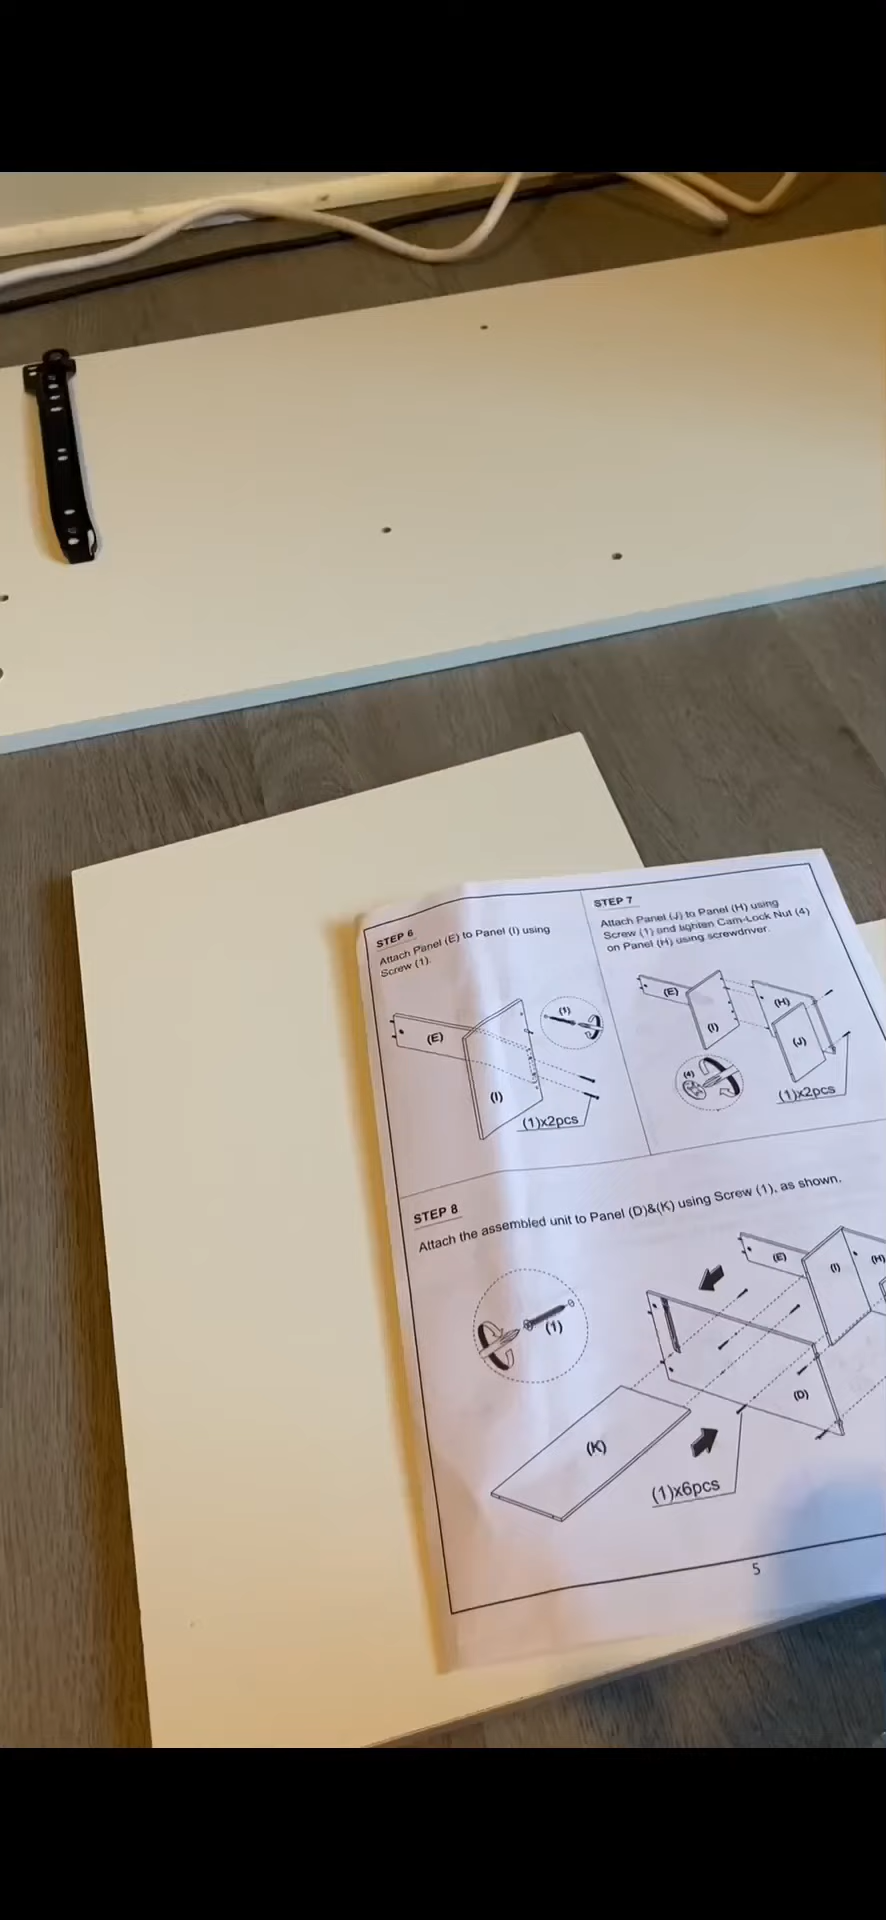 STEP 6
Attach Panel (E) to Panel (I) using
Screw (1).
(E)
(1)
(I)
(1)x2pcs
STEP 7
Attach Panel (J) to Panel (H) using
Screw (1) and tighten Cam-Lock Nut (4)
on Panel (H) using screwdriver.
(E)
(H)
(I)
(J)
(4)
(1)x2pcs
STEP 8
Attach the assembled unit to Panel (D)&(K) using Screw (1), as shown.
(E)
(I)
(H)
(1)
(D)
(K)
(1)x6pcs
5